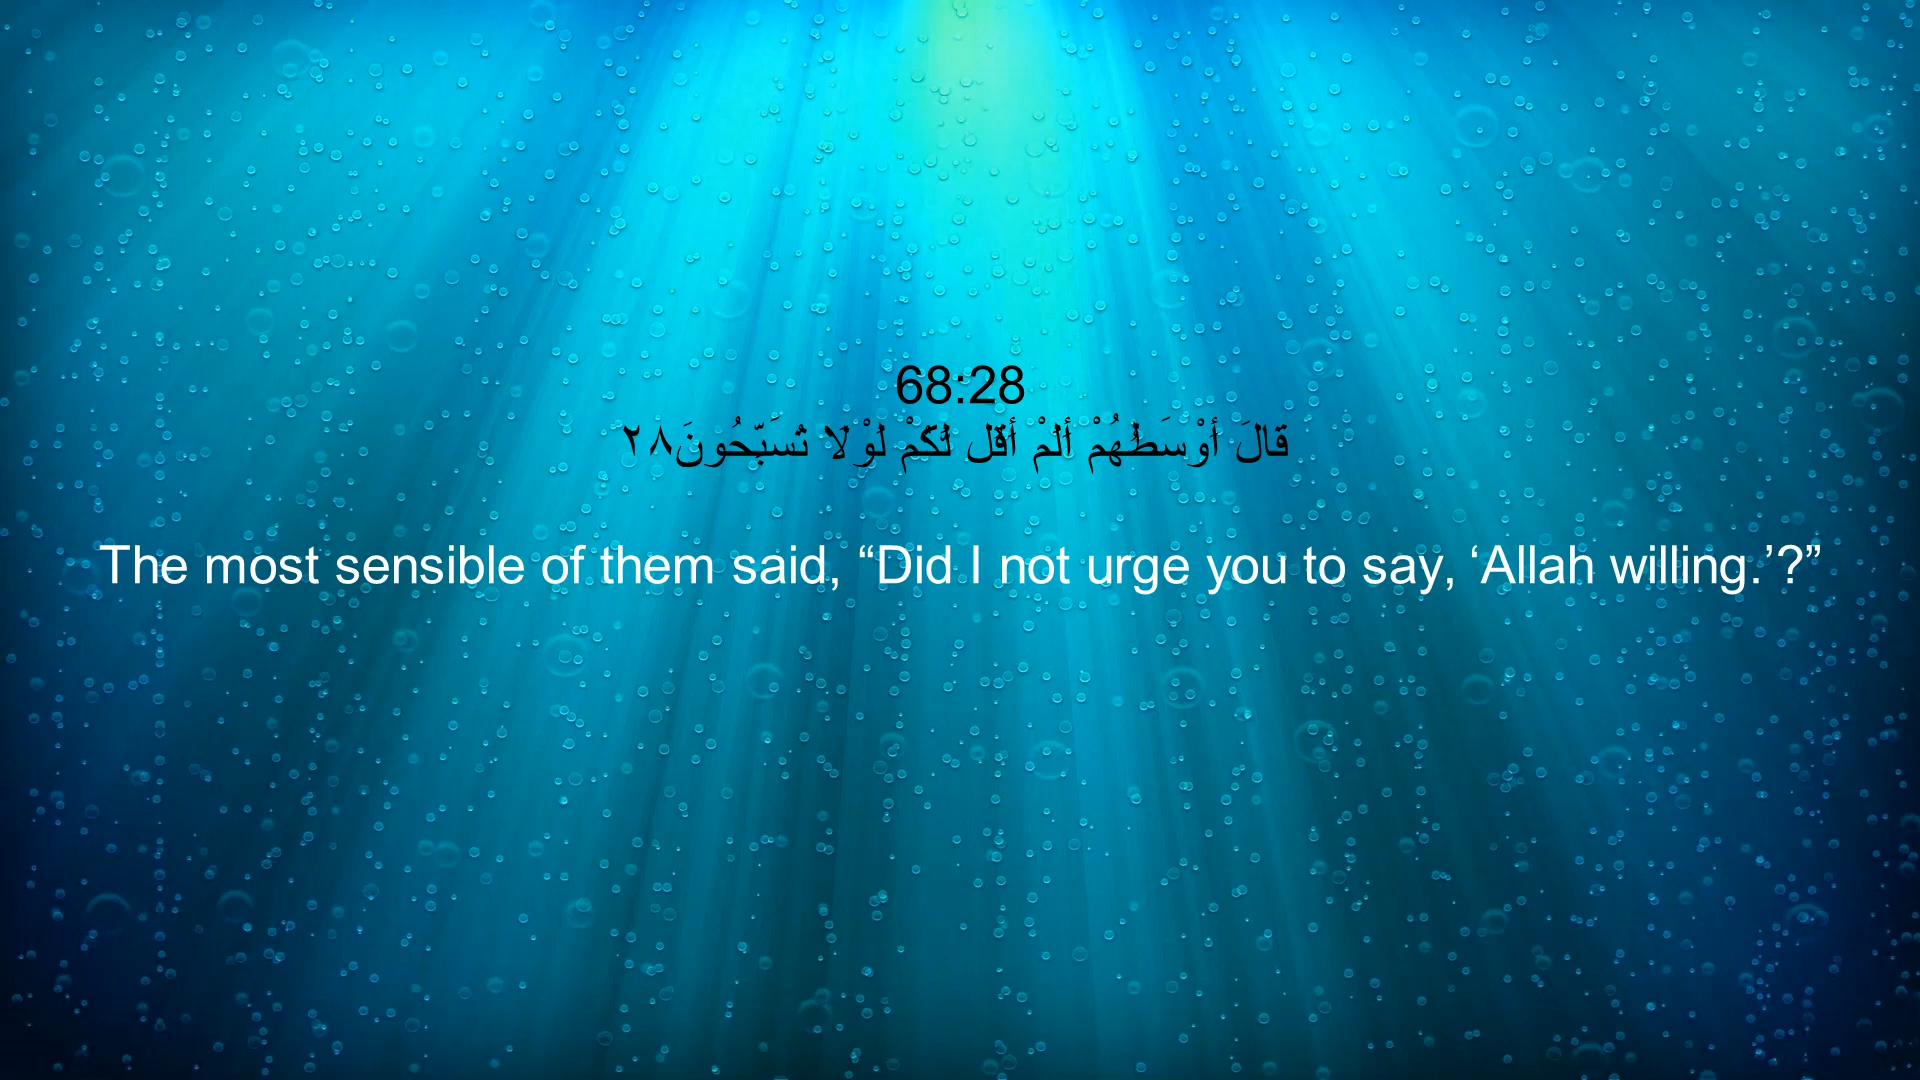 68:28
قَالَ أَوْسَطُهُمْ أَلَمْ أَقُل لَّكُمْ لَوْلَا تُسَبِّحُونَ٢٨
The most sensible of them said, “Did I not urge you to say, ‘Allah willing.’?”